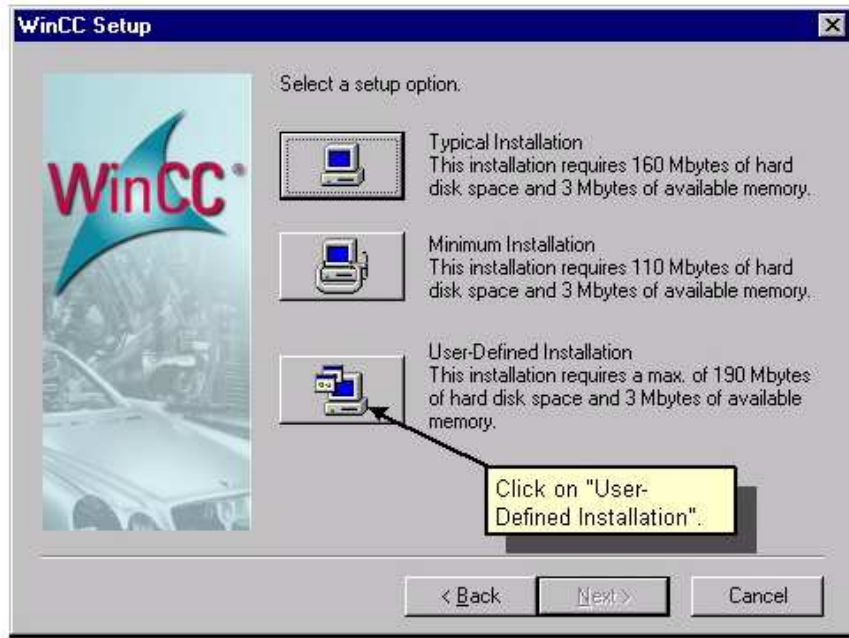 WinCC Setup
Select a setup option.
WinCC®
Typical Installation
This installation requires 160 Mbytes of hard
disk space and 3 Mbytes of available memory.
Minimum Installation
This installation requires 110 Mbytes of hard
disk space and 3 Mbytes of available memory.
User-Defined Installation
This installation requires a max. of 190 Mbytes
of hard disk space and 3 Mbytes of available
memory.
Click on "User-
Defined Installation".
< Back
Next >
Cancel